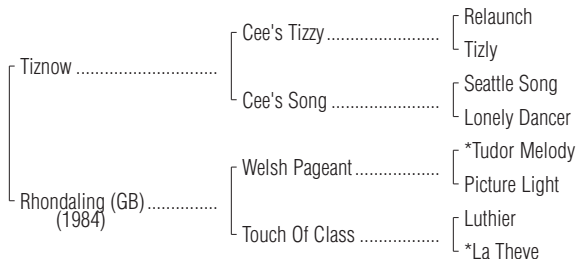 Relaunch
Cee's Tizzy
Tizly
Tiznow
Seattle Song
Cee's Song
Lonely Dancer
*Tudor Melody
Welsh Pageant
Picture Light
Rhondaling (GB)
(1984)
Luthier
Touch Of Class
*La Theve